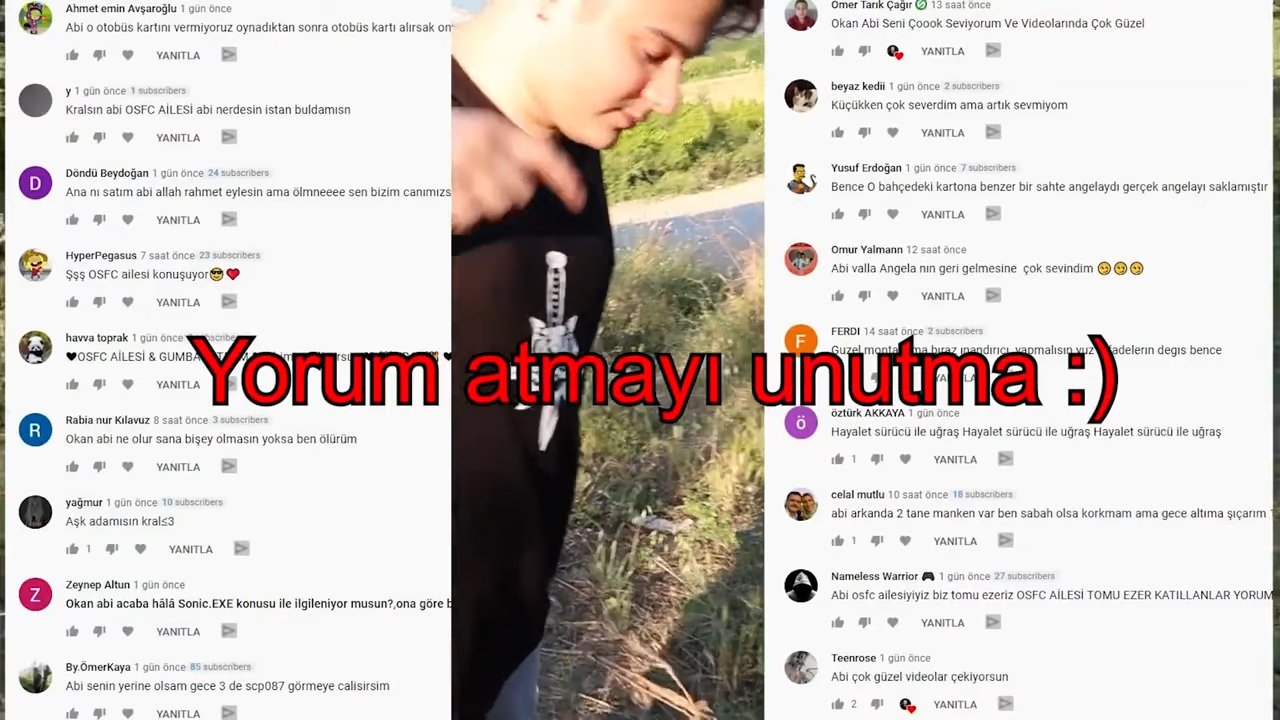 Ahmet emin Avşaroğlu 1 gün önce
Abi o otobüs kartını vermiyoruz oynadıktan sonra otobüs kartı alırsak on
YANITLA
y 1 gün önce 1 subscribers
Kralsın abi OSFC AİLESİ abi nerdesin istan buldamısn
YANITLA
D
Döndü Beydoğan 1 gün önce 24 subscribers
Ana nı satım abi allah rahmet eylesin ama ölmneeee sen bizim canımızs
YANITLA
HyperPegasus 7 saat önce 23 subscribers
Şşş OSFC ailesi konuşuyor😎❤
YANITLA
havva toprak 1 gün önce
🖤OSFC AİLESİ & GUMBA
YANITLA
R
Rabia nur Kılavuz 8 saat önce 3 subscribers
Okan abi ne olur sana bişey olmasın yoksa ben ölürüm
YANITLA
yağmur 1 gün önce 10 subscribers
Aşk adamısın kral≤3
1 YANITLA
Z
Zeynep Altun 1 gün önce
Okan abi acaba hâlâ Sonic.EXE konusu ile ilgileniyor musun?,ona göre b
YANITLA
By.ÖmerKaya 1 gün önce 85 subscribers
Abi senin yerine olsam gece 3 de scp087 görmeye calisirsim
YANITLA
Yorum atmayı unutma :)
Ömer Tarık Çağır 13 saat önce
Okan Abi Seni Çoook Seviyorum Ve Videolarında Çok Güzel
YANITLA
beyaz kedii 1 gün önce 2 subscribers
Küçükken çok severdim ama artık sevmiyom
YANITLA
Yusuf Erdoğan 1 gün önce 7 subscribers
Bence O bahçedeki kartona benzer bir sahte angelaydı gerçek angelayı saklamıştır
YANITLA
Omur Yalmann 12 saat önce
Abi valla Angela nın geri gelmesine çok sevindim 😏😏😏
YANITLA
F
FERDI 14 saat önce 2 subscribers
Guzel biraz inandırıcı yapmalısın yuz degis bence
ö
öztürk AKKAYA 1 gün önce
Hayalet sürücü ile uğraş Hayalet sürücü ile uğraş Hayalet sürücü ile uğraş
1 YANITLA
celal mutlu 10 saat önce 18 subscribers
abi arkanda 2 tane manken var ben sabah olsa korkmam ama gece altıma şıçarım
1 YANITLA
Nameless Warrior 🎮 1 gün önce 27 subscribers
Abi osfc ailesiyiyiz biz tomu ezeriz OSFC AİLESİ TOMU EZER KATILLANLAR YORUM
YANITLA
Teenrose 1 gün önce
Abi çok güzel videolar çekiyorsun
2 YANITLA